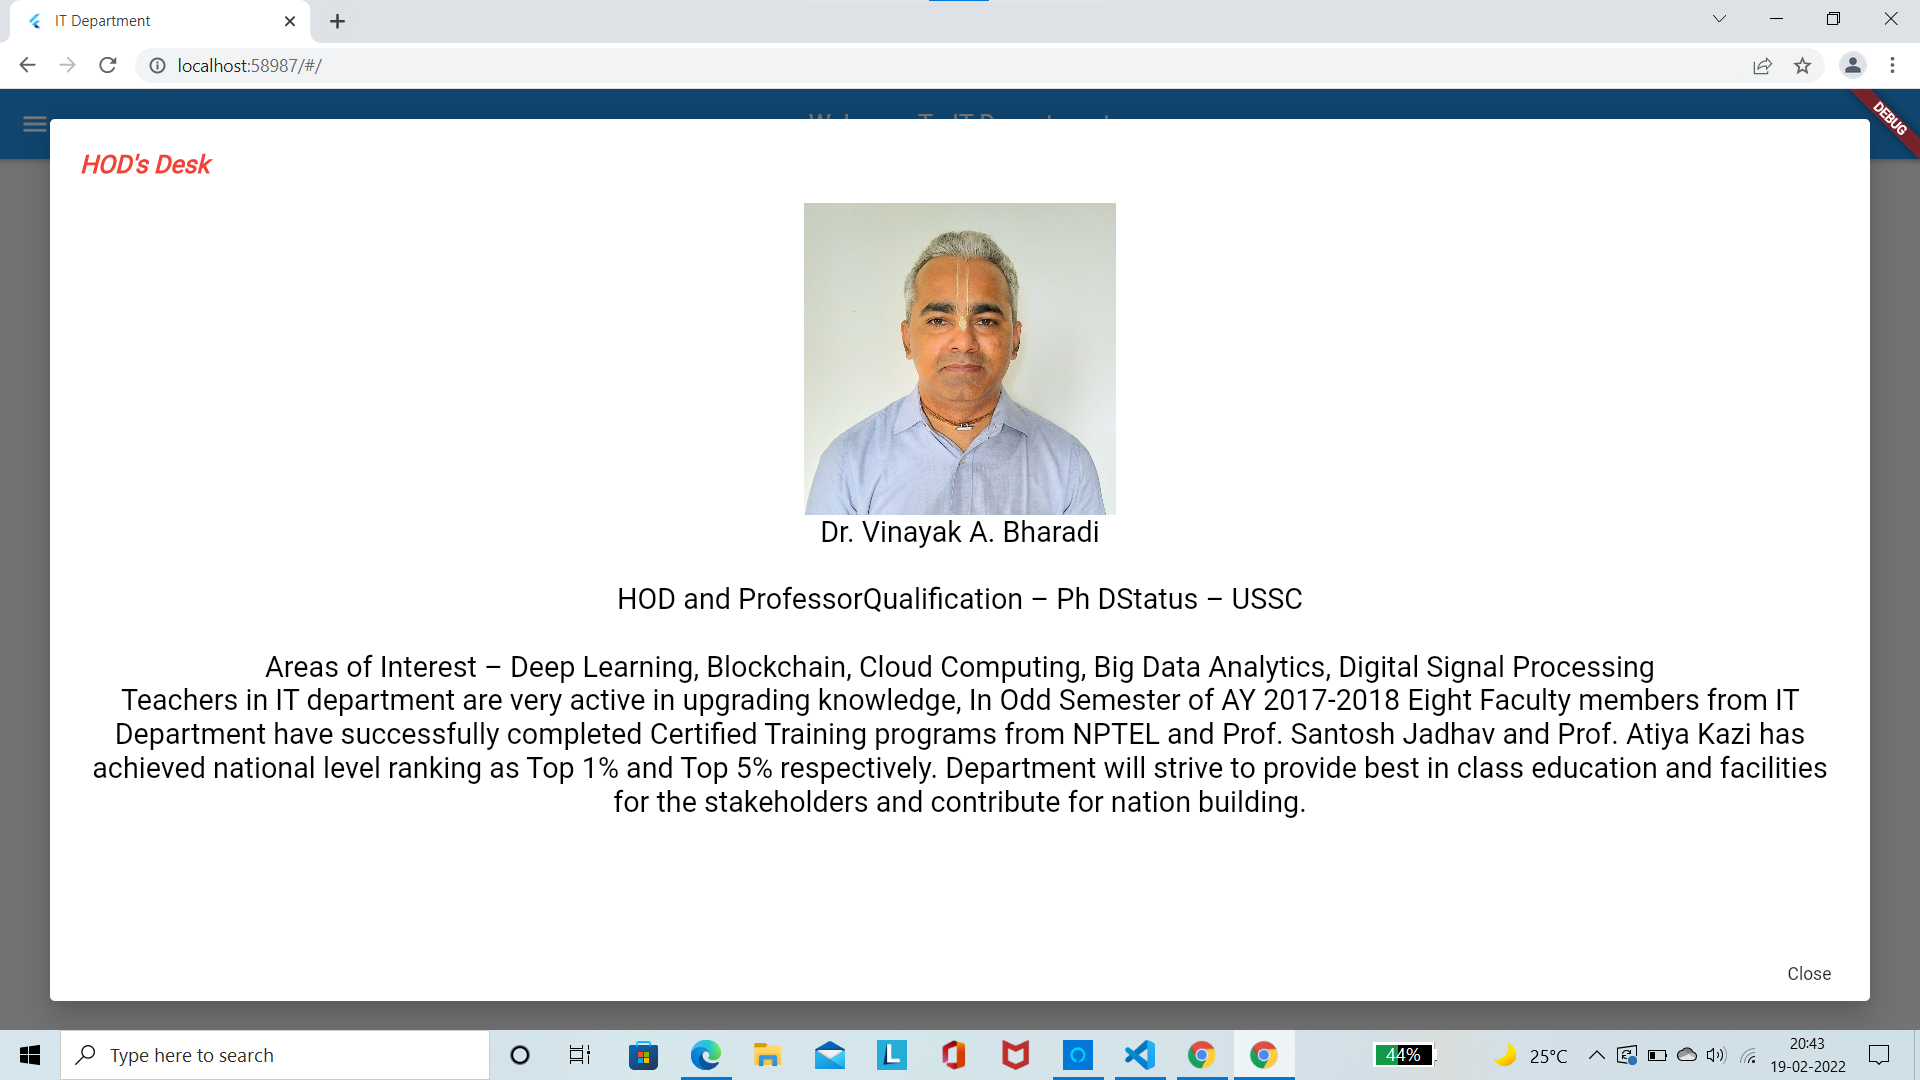 IT Department
localhost:58987/#/
Welcome To IT Department
DEBUG
HOD's Desk
Dr. Vinayak A. Bharadi
HOD and ProfessorQualification – Ph DStatus – USSC
Areas of Interest – Deep Learning, Blockchain, Cloud Computing, Big Data Analytics, Digital Signal Processing
Teachers in IT department are very active in upgrading knowledge, In Odd Semester of AY 2017-2018 Eight Faculty members from IT
Department have successfully completed Certified Training programs from NPTEL and Prof. Santosh Jadhav and Prof. Atiya Kazi has
achieved national level ranking as Top 1% and Top 5% respectively. Department will strive to provide best in class education and facilities
for the stakeholders and contribute for nation building.
Close
Type here to search
L
44%
25°C
20:43
19-02-2022